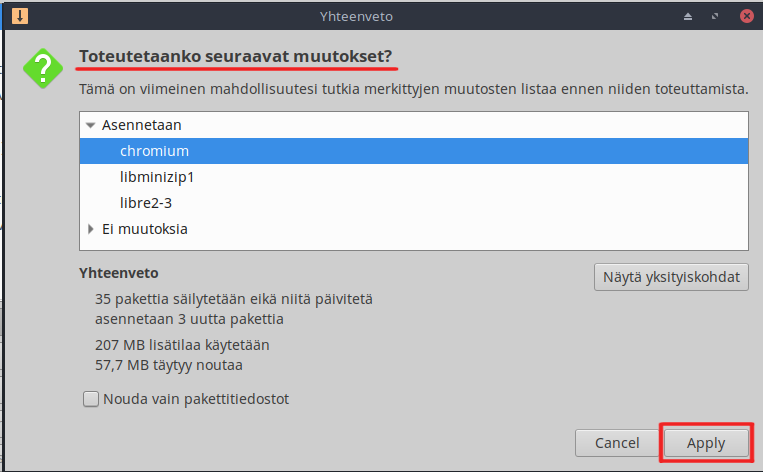 Yhteenveto
Toteutetaanko seuraavat muutokset?
Tämä on viimeinen mahdollisuutesi tutkia merkittyjen muutosten listaa ennen niiden toteuttamista.
Asennetaan
chromium
libminizip1
libre2-3
Ei muutoksia
Yhteenveto
Näytä yksityiskohdat
35 pakettia säilytetään eikä niitä päivitetä
asennetaan 3 uutta pakettia
207 MB lisätilaa käytetään
57,7 MB täytyy noutaa
Nouda vain pakettitiedostot
Cancel
Apply